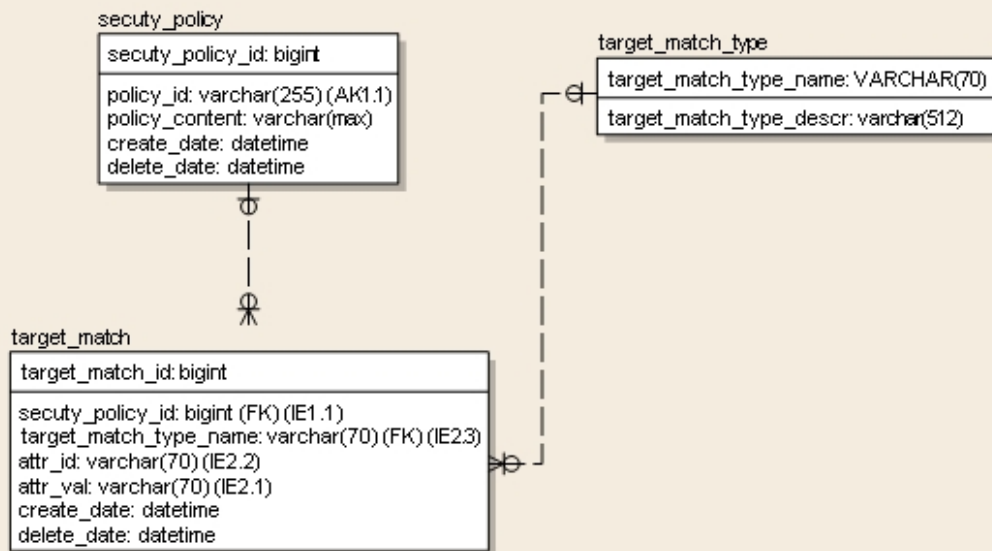 secuty_policy
secuty_policy_id: bigint
policy_id: varchar(255) (AK1.1)
policy_content: varchar(max)
create_date: datetime
delete_date: datetime
target_match_type
target_match_type_name: VARCHAR(70)
target_match_type_descr: varchar(512)
target_match
target_match_id: bigint
secuty_policy_id: bigint (FK) (IE1.1)
target_match_type_name: varchar(70) (FK) (IE2.3)
attr_id: varchar(70) (IE2.2)
attr_val: varchar(70) (IE2.1)
create_date: datetime
delete_date: datetime